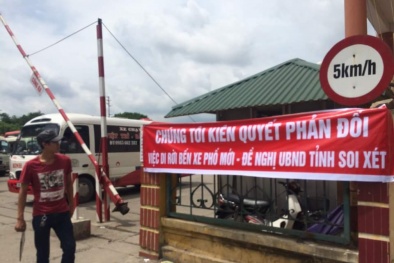 5km/h
CHÚNG TÔI KIÊN QUYẾT PHẢN ĐỐI
VIỆC DI RỜI BẾN XE PHỐ MỚI - ĐỀ NGHỊ UBND TỈNH SOI XÉT